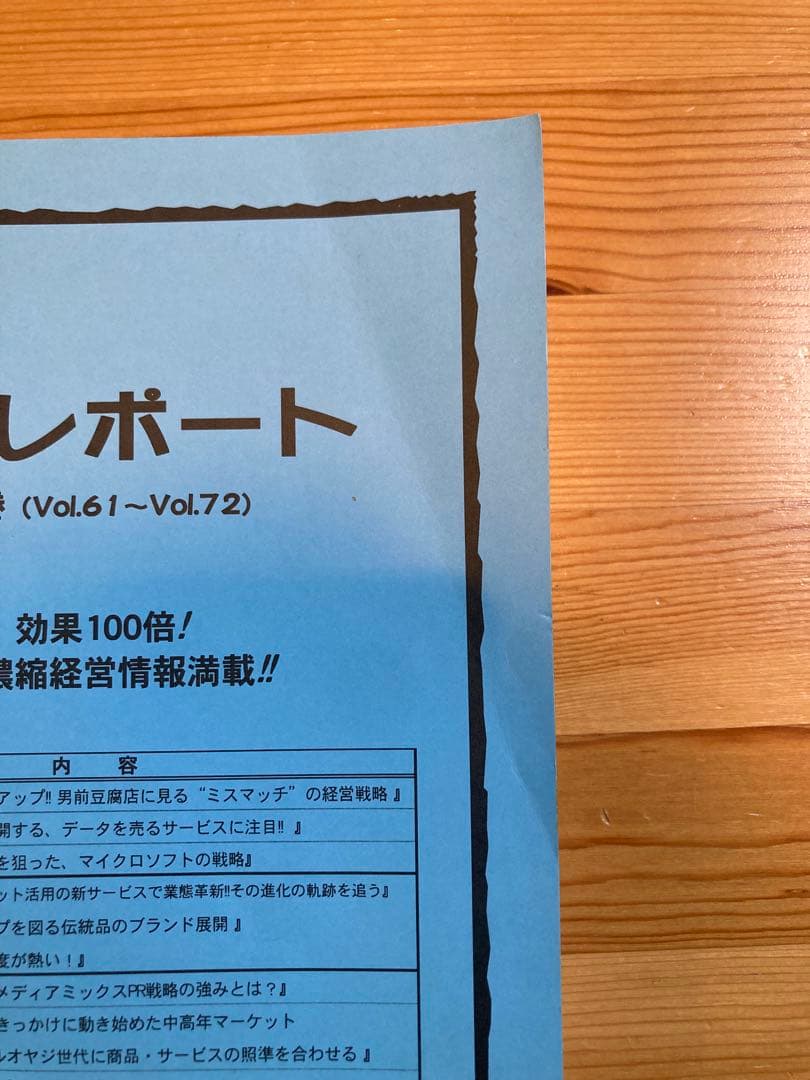 レポート
(Vol.61～Vol.72)
効果100倍!
濃縮経営情報満載!!
内　容
アップ!! 男前豆腐店に見る “ミスマッチ” の経営戦略 』
開する、データを売るサービスに注目!! 』
を狙った、マイクロソフトの戦略』
ット活用の新サービスで業態革新!!その進化の軌跡を追う』
プを図る伝統品のブランド展開 』
度が熱い！』
メディアミックスPR戦略の強みとは？』
きっかけに動き始めた中高年マーケット
ルオヤジ世代に商品・サービスの照準を合わせる 』